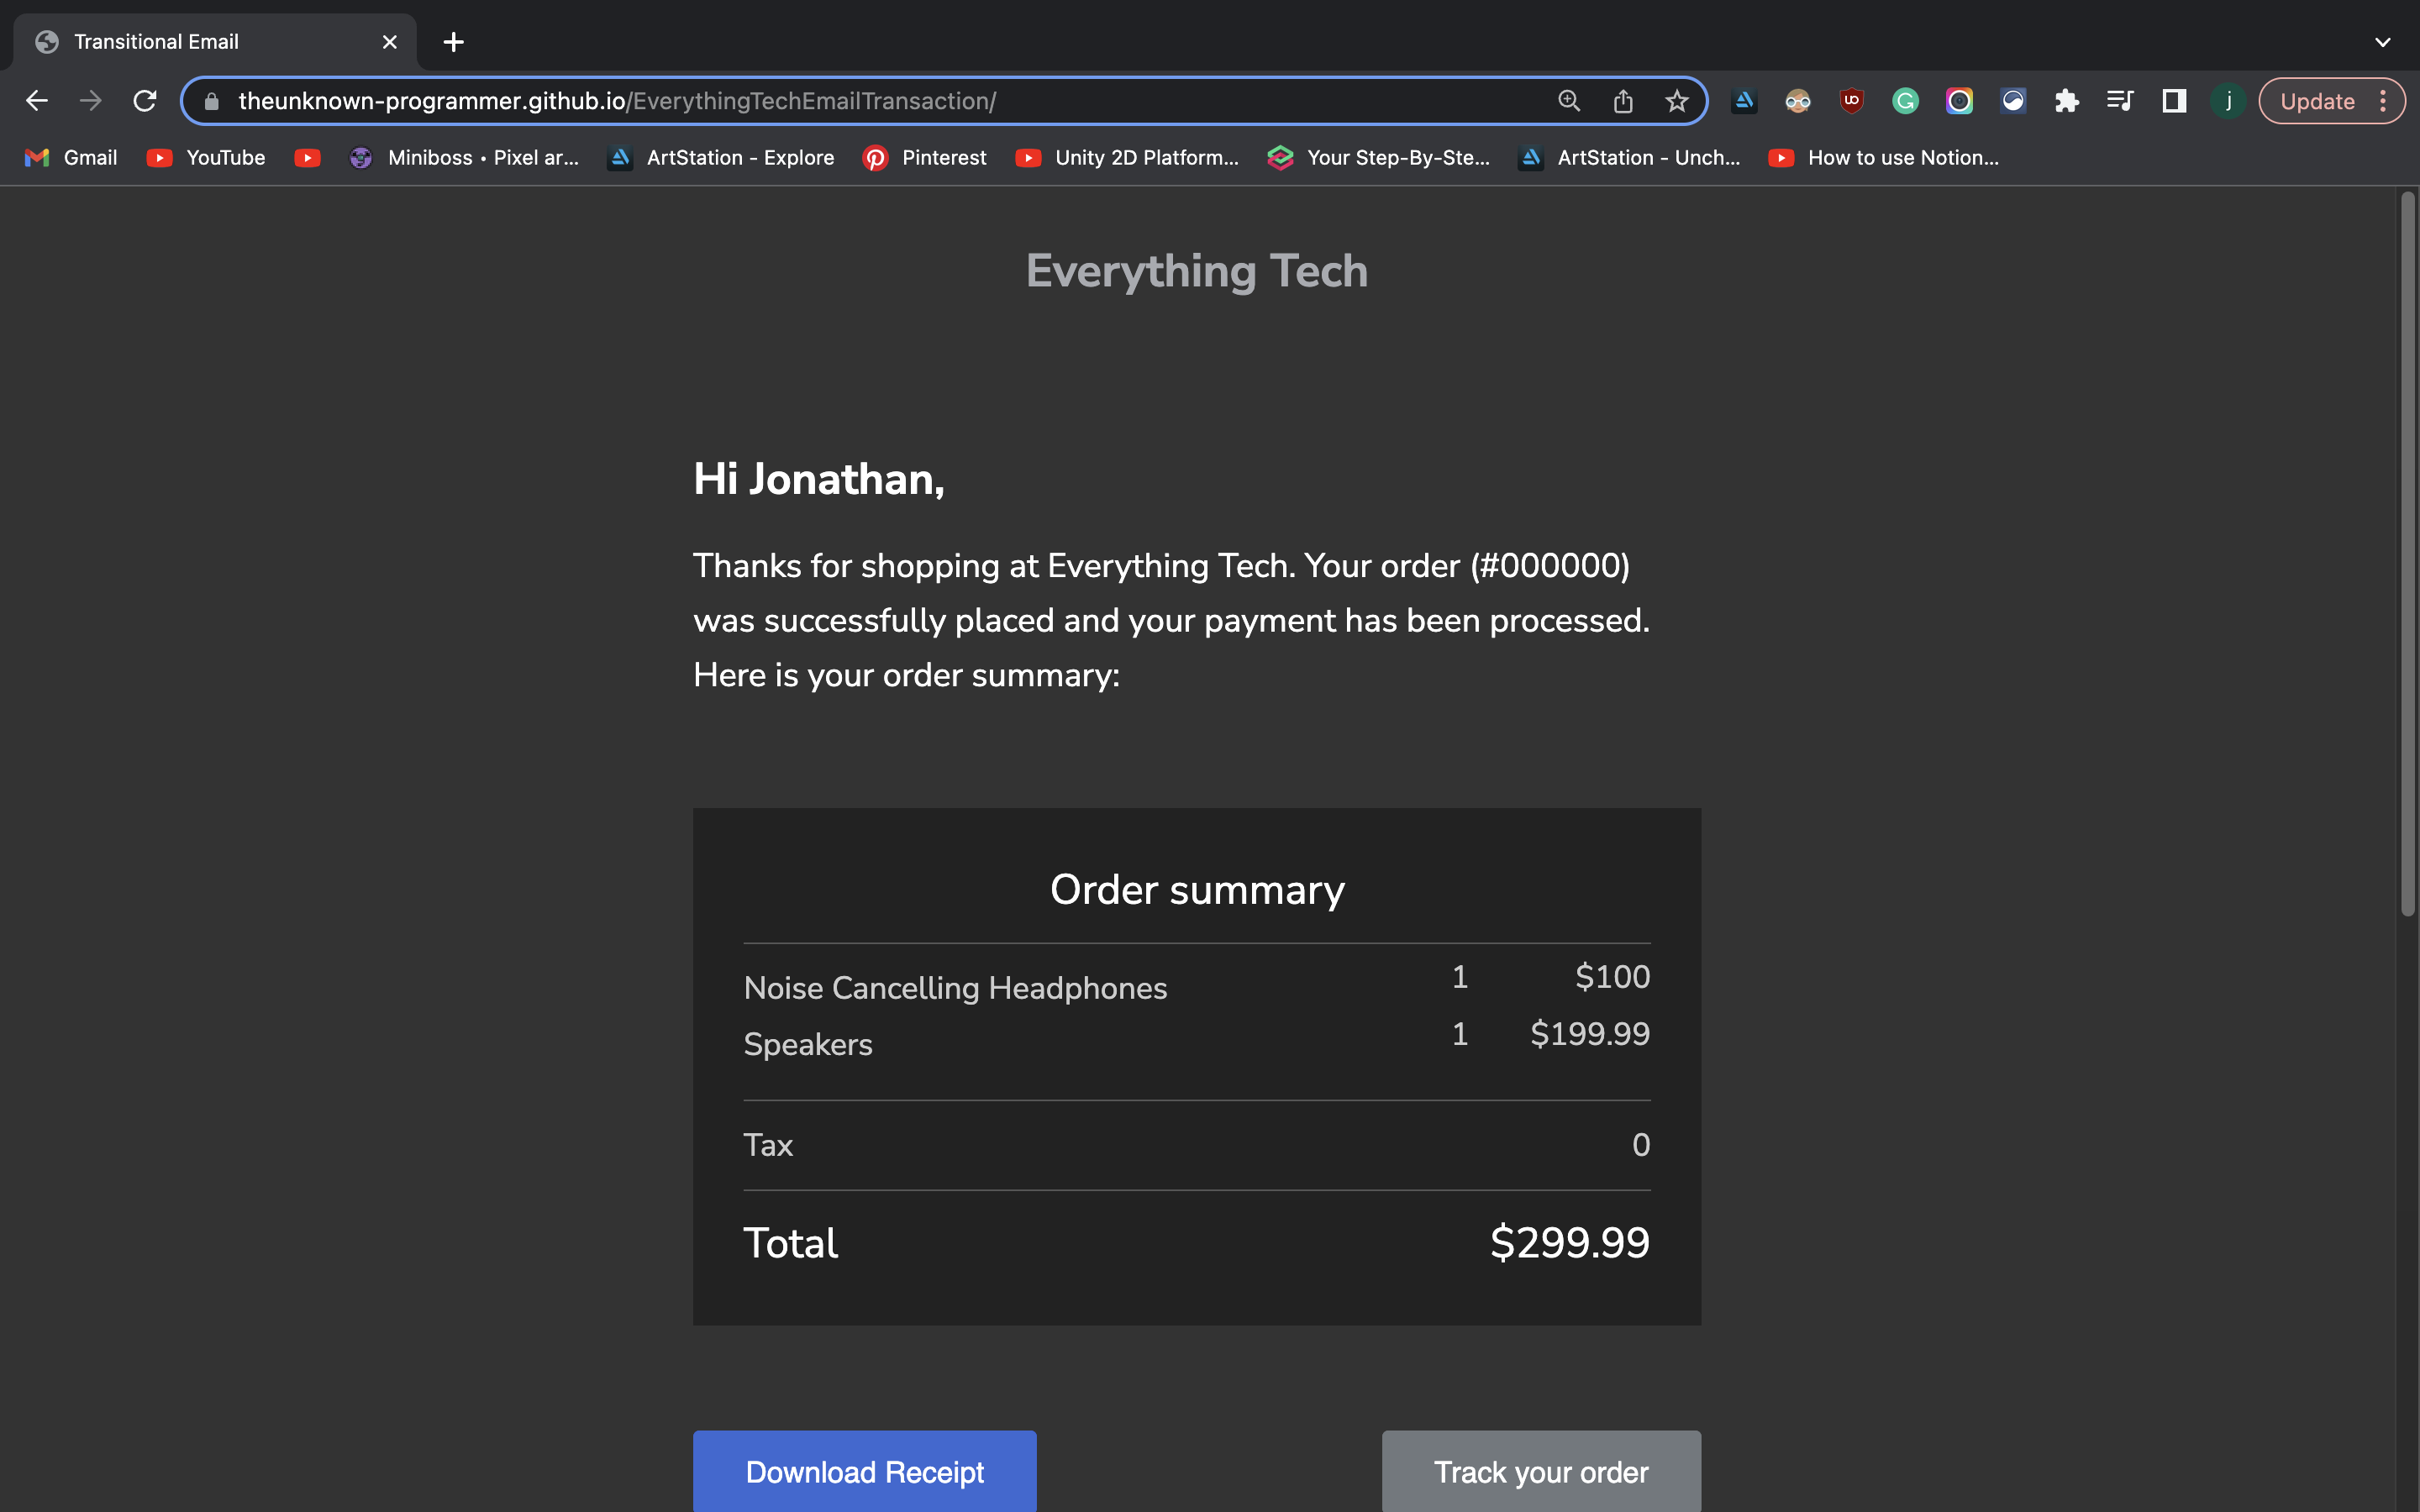 Transitional Email
theunknown-programmer.github.io/EverythingTechEmailTransaction/
j
Update
Gmail
YouTube
Miniboss • Pixel ar...
ArtStation - Explore
Pinterest
Unity 2D Platform...
Your Step-By-Ste...
ArtStation - Unch...
How to use Notion...
Everything Tech
Hi Jonathan,
Thanks for shopping at Everything Tech. Your order (#000000)
was successfully placed and your payment has been processed.
Here is your order summary:
Order summary
Noise Cancelling Headphones 1 $100
Speakers 1 $199.99
Tax 0
Total $299.99
Download Receipt
Track your order